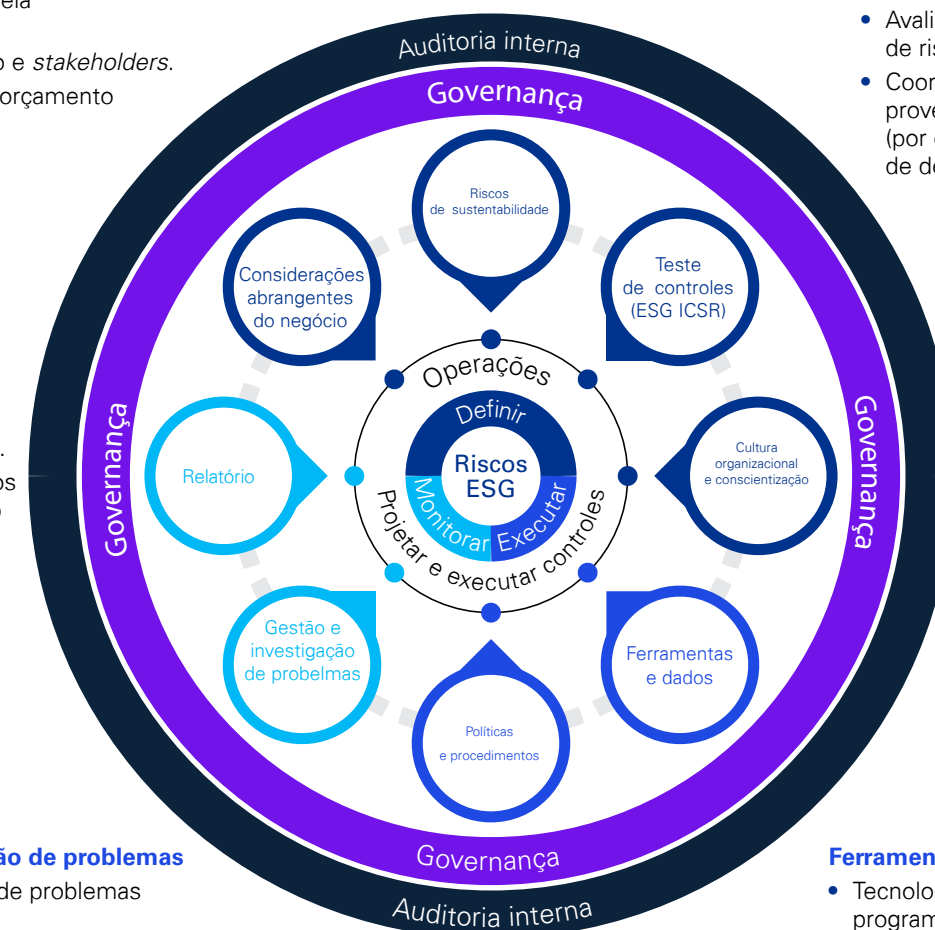 o e stakeholders.
orçamento
Avali
de ris
Coor
prove
(por
de de
Auditoria interna
Governança
Riscos
de sustentabilidade
Considerações
abrangentes
do negócio
Teste
de controles
(ESG ICSR)
Operações
Definir
Riscos
ESG
Monitorar
Executar
Projetar e executar controles
Governança
Governança
Relatório
Cultura
organizacional
e conscientização
os
Gestão e
investigação
de probelmas
Ferramentas
e dados
Políticas
e procedimentos
Governança
Auditoria interna
ão de problemas
de problemas
Ferramen
Tecnolo
program